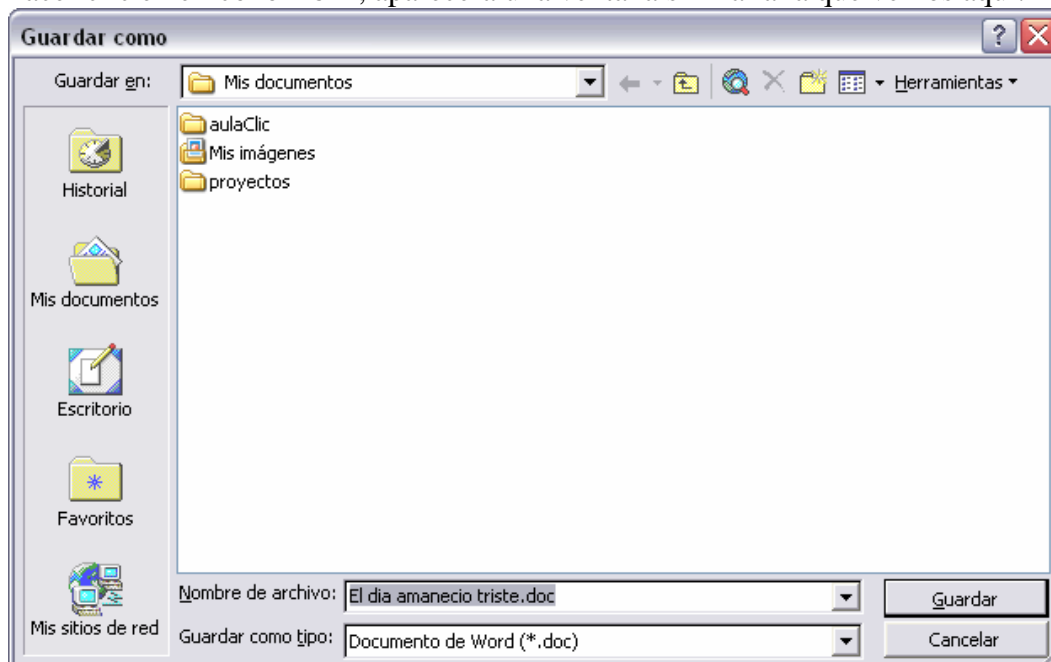 Guardar como
Guardar en: Mis documentos Herramientas
aulaClic
Mis imágenes
proyectos
Historial
Mis documentos
Escritorio
Favoritos
Mis sitios de red
Nombre de archivo: El dia amanecio triste.doc Guardar
Guardar como tipo: Documento de Word (*.doc) Cancelar